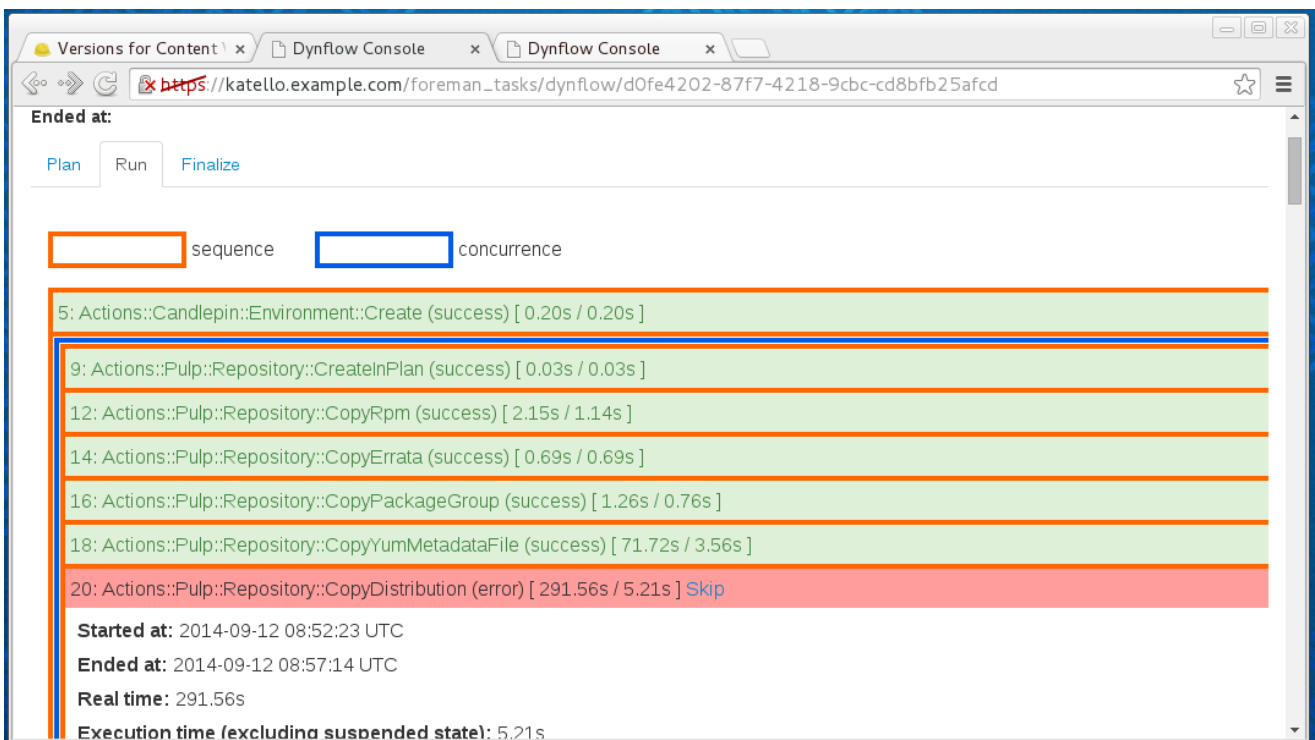 Versions for Content V
Dynflow Console
Dynflow Console
https://katello.example.com/foreman_tasks/dynflow/d0fe4202-87f7-4218-9cbc-cd8bfb25afcd
Ended at:
Plan Run Finalize
sequence concurrence
5: Actions::Candlepin::Environment::Create (success) [ 0.20s / 0.20s ]
9: Actions::Pulp::Repository::CreateInPlan (success) [ 0.03s / 0.03s ]
12: Actions::Pulp::Repository::CopyRpm (success) [ 2.15s / 1.14s ]
14: Actions::Pulp::Repository::CopyErrata (success) [ 0.69s / 0.69s ]
16: Actions::Pulp::Repository::CopyPackageGroup (success) [ 1.26s / 0.76s ]
18: Actions::Pulp::Repository::CopyYumMetadataFile (success) [ 71.72s / 3.56s ]
20: Actions::Pulp::Repository::CopyDistribution (error) [ 291.56s / 5.21s ] Skip
Started at: 2014-09-12 08:52:23 UTC
Ended at: 2014-09-12 08:57:14 UTC
Real time: 291.56s
Execution time (excluding suspended state): 5.21s